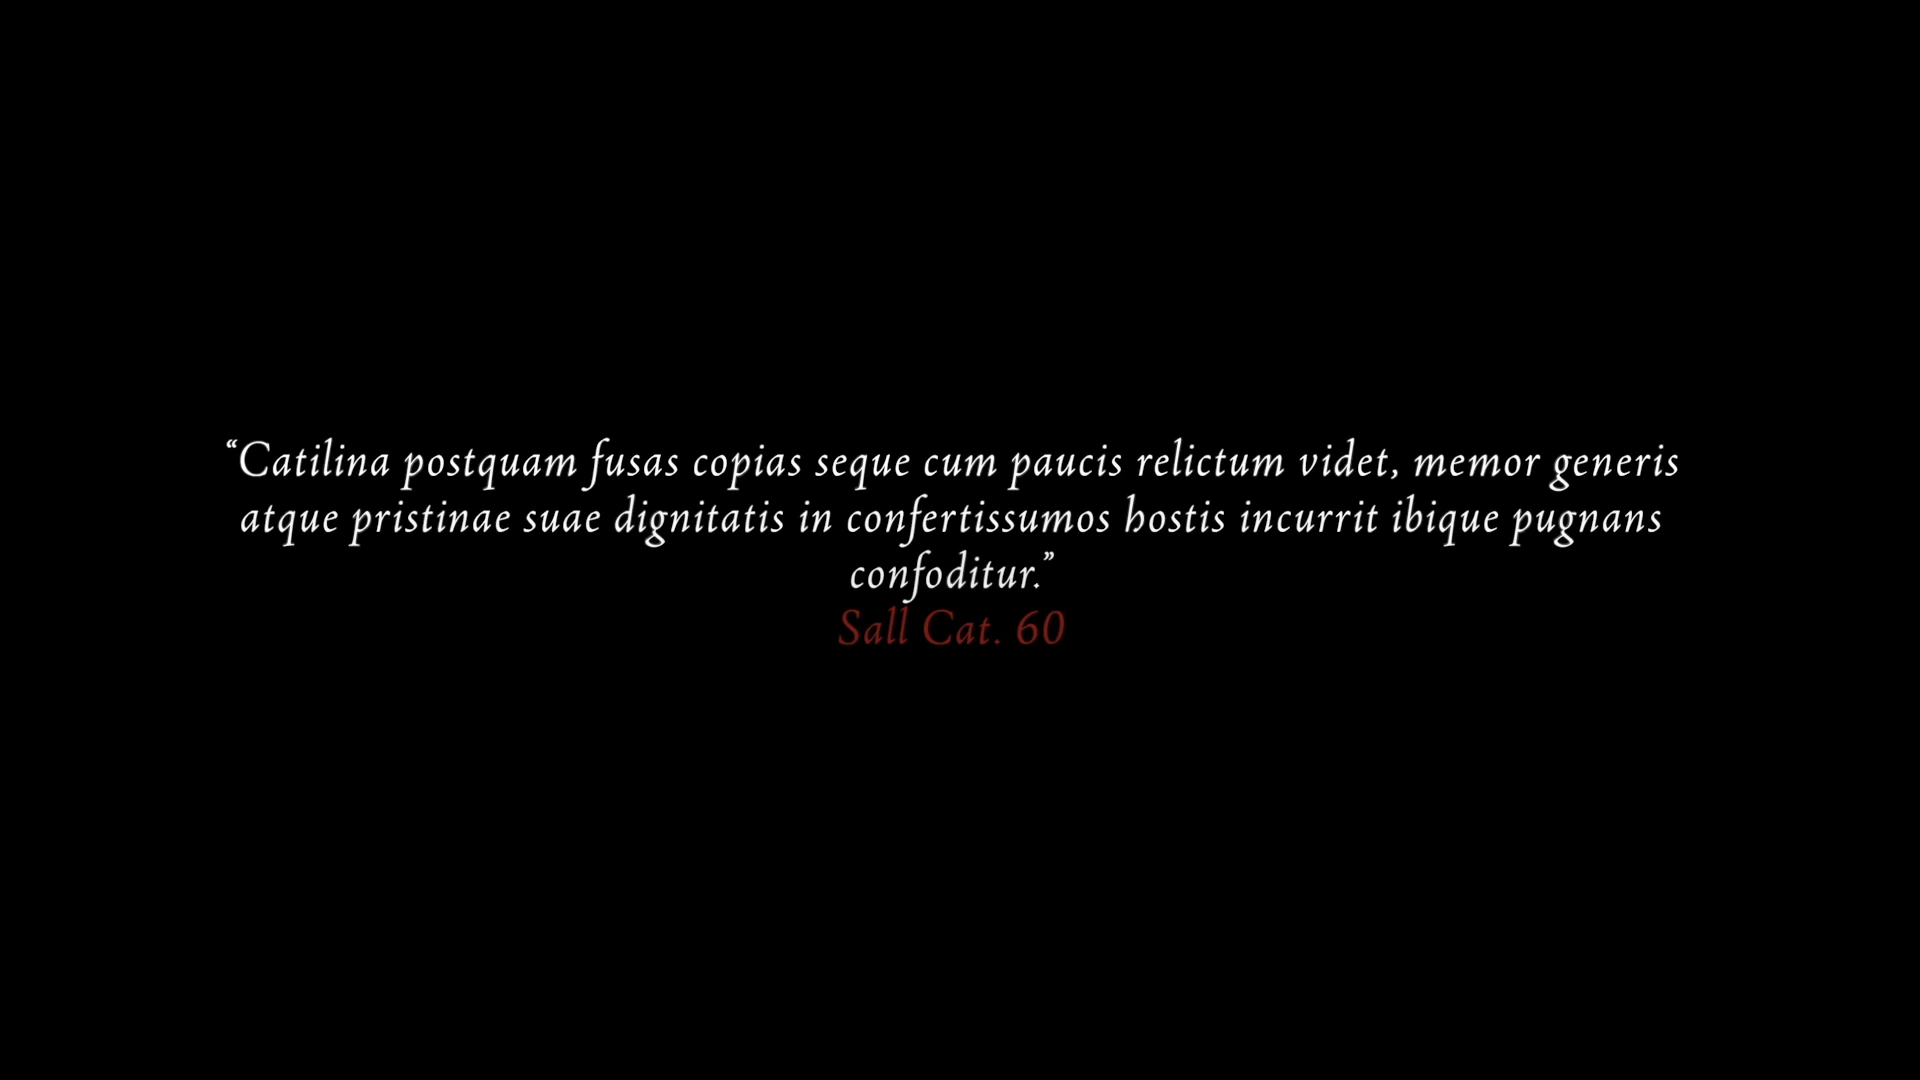 “Catilina postquam fusas copias seque cum paucis relictum videt, memor generis
atque pristinae suae dignitatis in confertissumos hostis incurrit ibique pugnans
confoditur.”
Sall Cat. 60